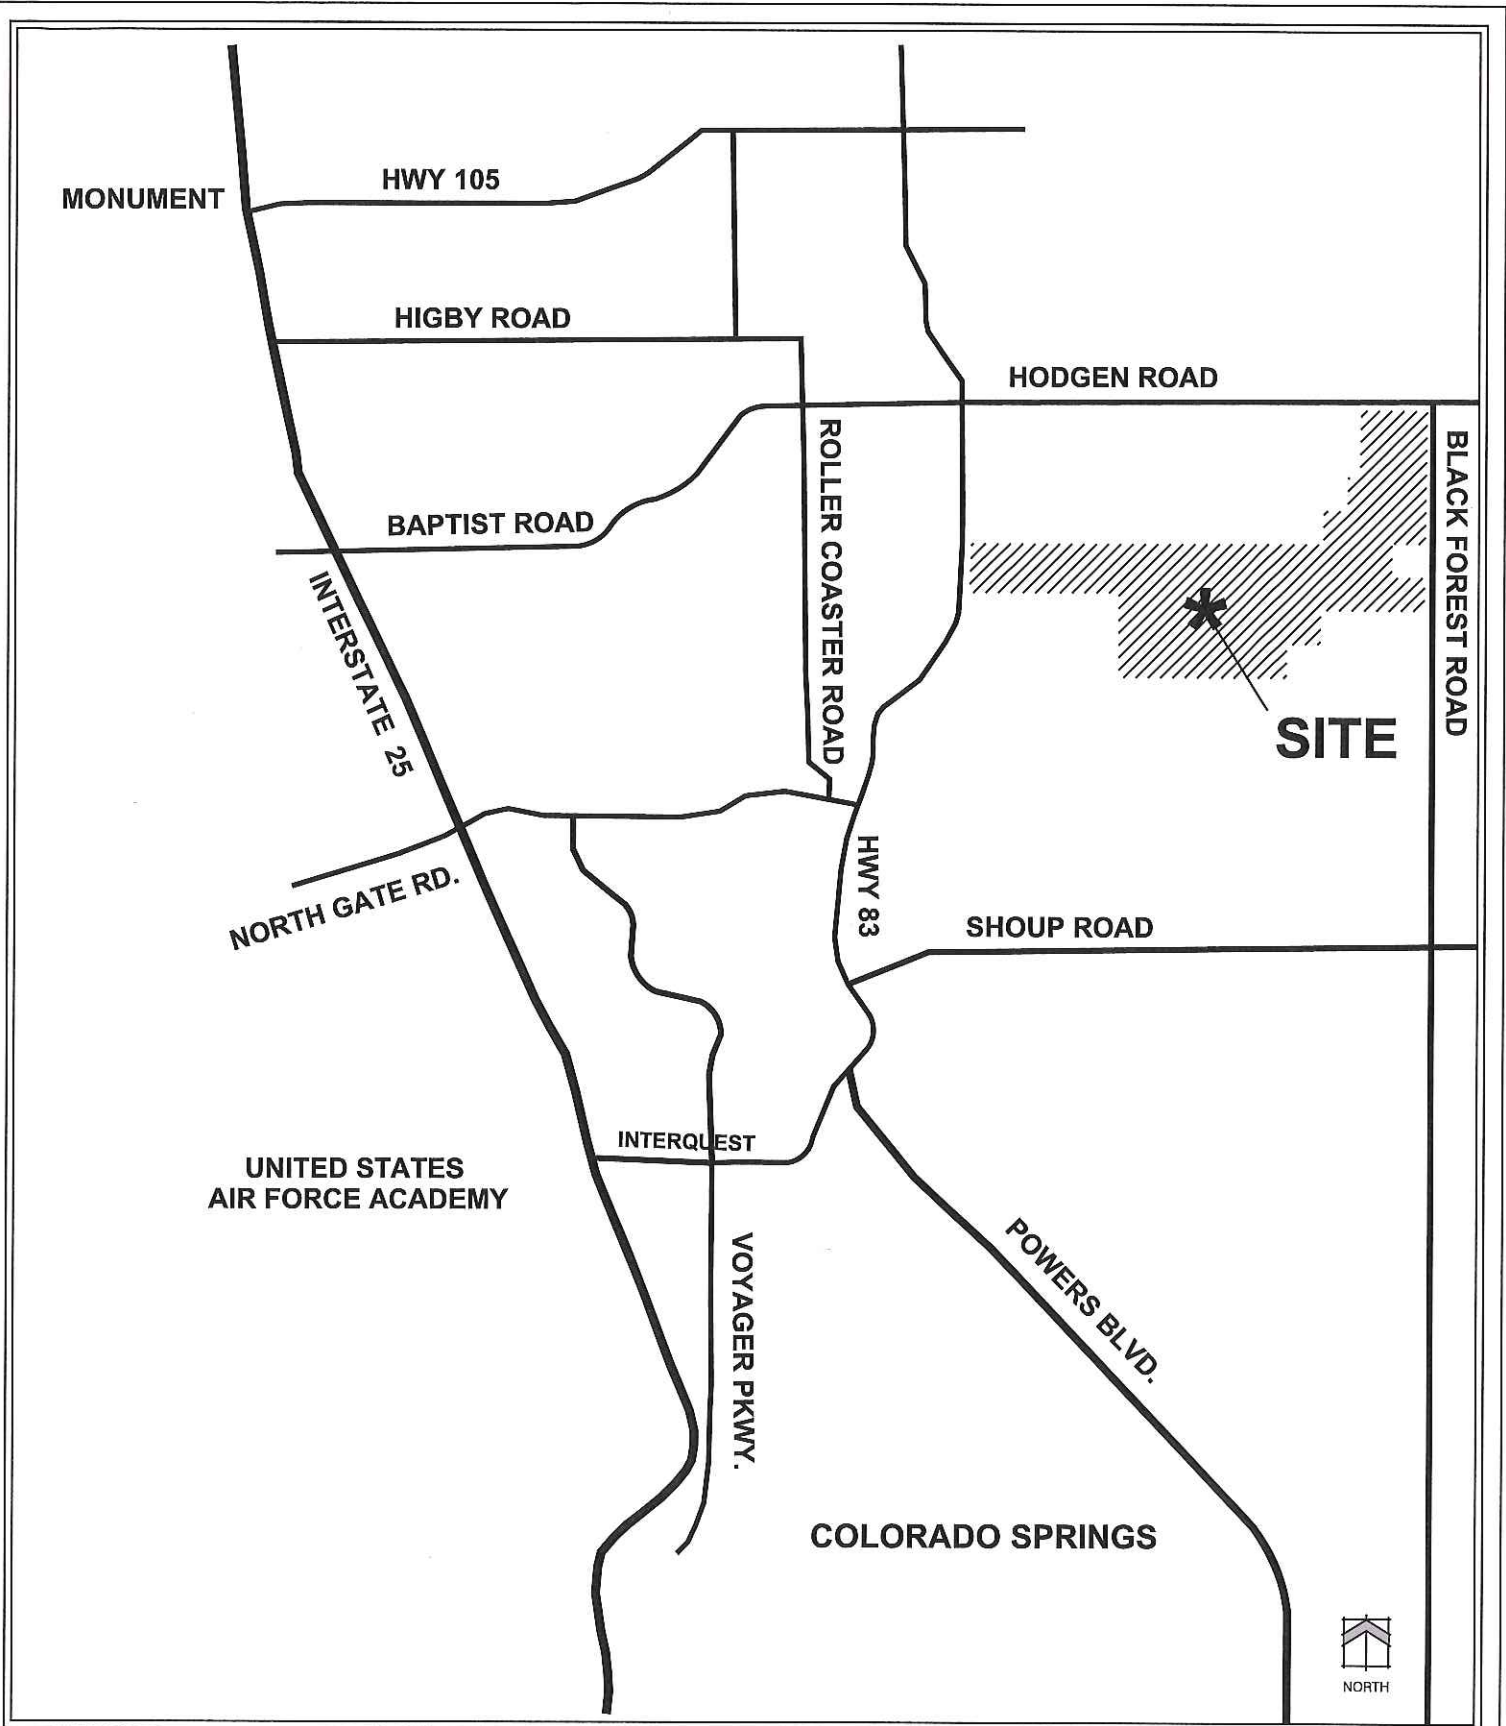 HWY 105
MONUMENT
HIGBY ROAD
HODGEN ROAD
ROLLER COASTER ROAD
BLACK FOREST ROAD
BAPTIST ROAD
INTERSTATE 25
SITE
HWY 83
NORTH GATE RD.
SHOUP ROAD
INTERQUEST
UNITED STATES
AIR FORCE ACADEMY
POWERS BLVD.
VOYAGER PKWY.
COLORADO SPRINGS
NORTH